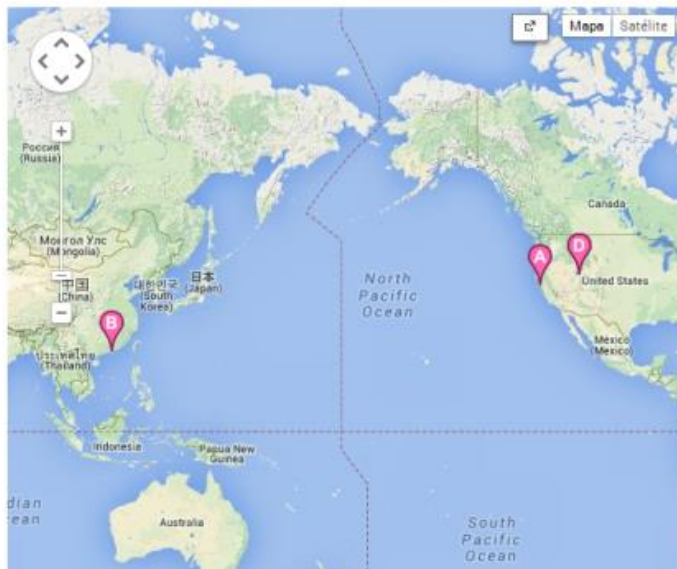 Mapa
Satélite
+
−
−
Россия
(Russia)
Canada
Монгол Улс
(Mongolia)
中国
(China)
대한민국
(South
Korea)
日本
(Japan)
A
D
United States
North
Pacific
Ocean
B
México
(Mexico)
ประเทศไทย
(Thailand)
Indonesia
Papua New
Guinea
dian
cean
Australia
South
Pacific
Ocean